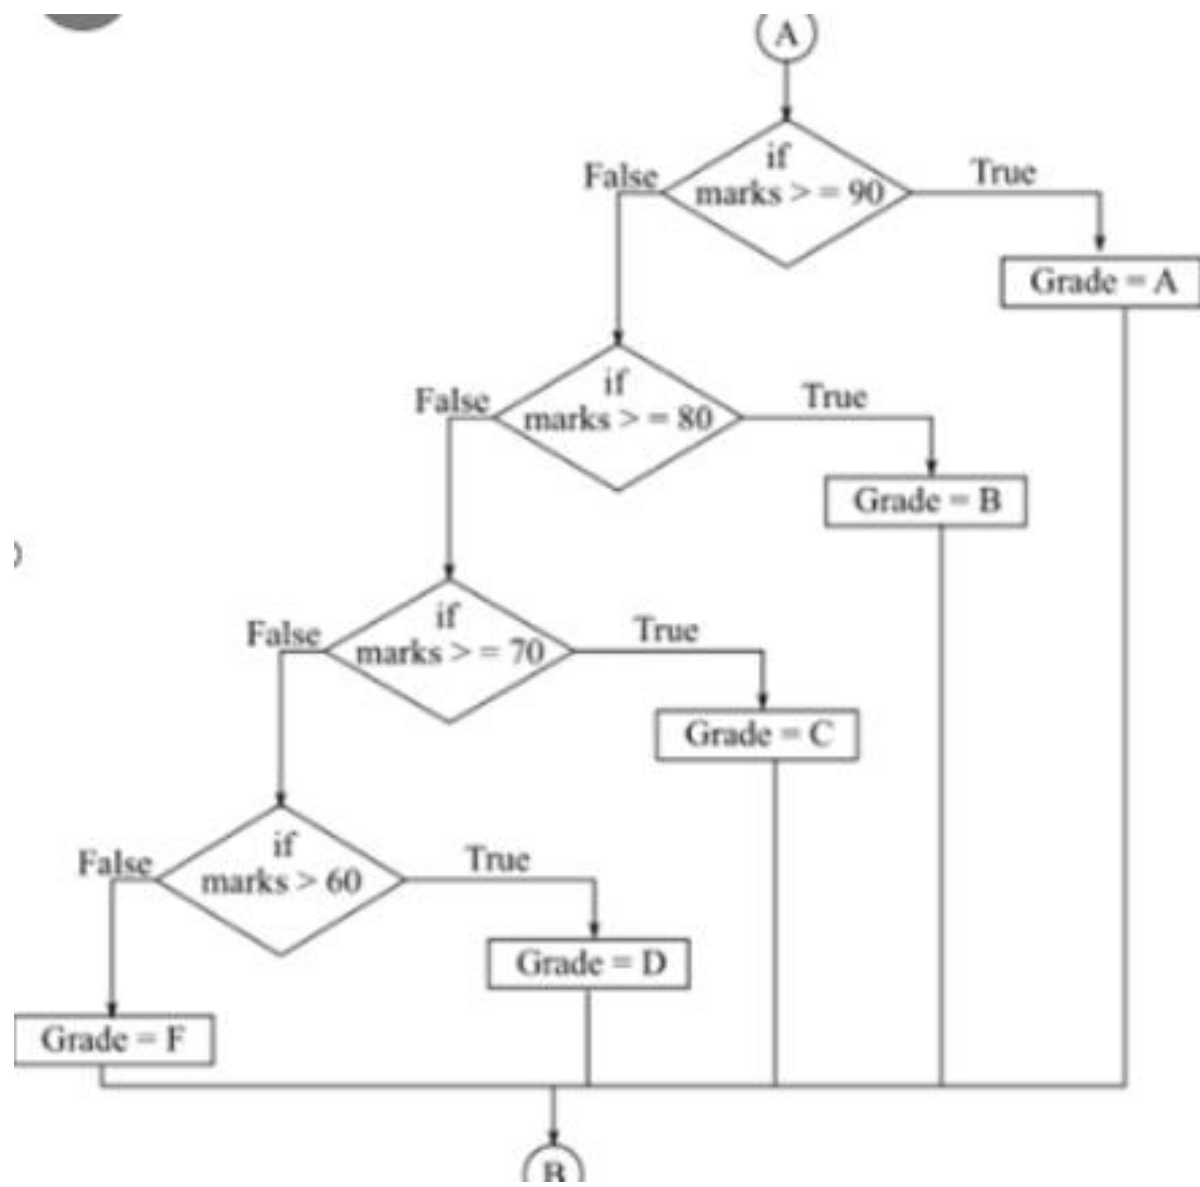 A
if
marks > = 90
False
True
Grade = A
if
marks > = 80
False
True
Grade = B
if
marks > = 70
False
True
Grade = C
if
marks > 60
False
True
Grade = D
Grade = F
B